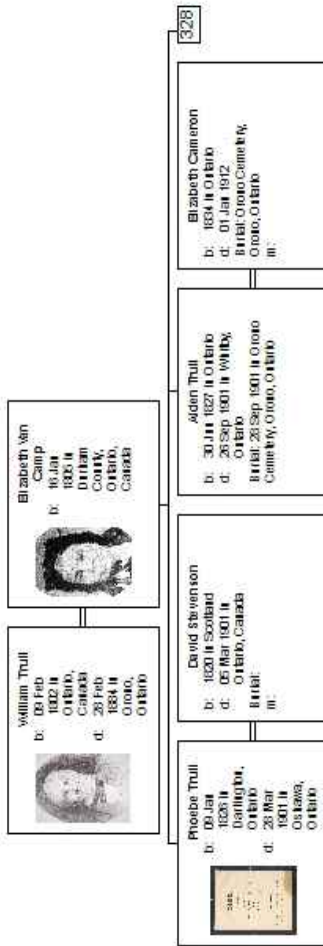 William Trull
b: 09 Feb
1802 in
Ontario,
Canada
d: 28 Feb
1884 in
Orono,
Ontario
Elizabeth Van
Camp
b: 16 Jan
1805 in
Durham
County,
Ontario,
Canada
328
Phoebe Trull
b: 09 Jan
1826 in
Darlington,
Ontario
d: 28 Mar
1901 in
Oshawa,
Ontario
David Stevenson
b: 1820 in Scotland
d: 05 Mar 1901 in
Ontario, Canada
Burial:
m:
Alden Trull
b: 30 Jun 1827 in Ontario
d: 26 Sep 1901 in Whitby,
Ontario
Burial: 28 Sep 1901 in Orono
Cemetery, Orono, Ontario
Elizabeth Cameron
b: 1834 in Ontario
d: 01 Jan 1912
Burial: Orono Cemetery,
Orono, Ontario
m: